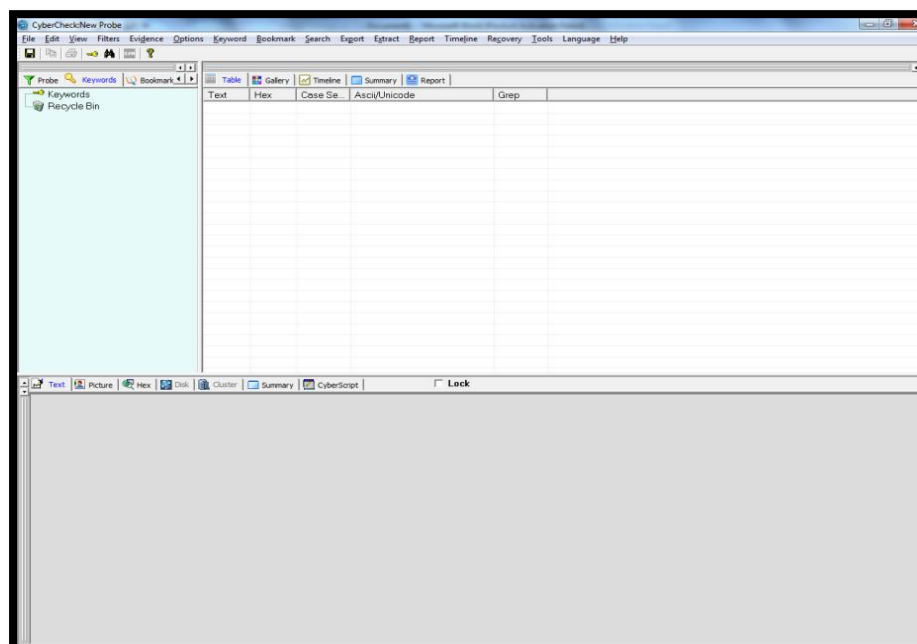 CyberCheck:New Probe
File Edit View Filters Evidence Options Keyword Bookmark Search Export Extract Report Timeline Recovery Tools Language Help
Probe Keywords Bookmark
Table Gallery Timeline Summary Report
Keywords
Recycle Bin
Text Hex Case Se... Ascii/Unicode Grep
Text Picture Hex Disk Cluster Summary CyberScript Lock